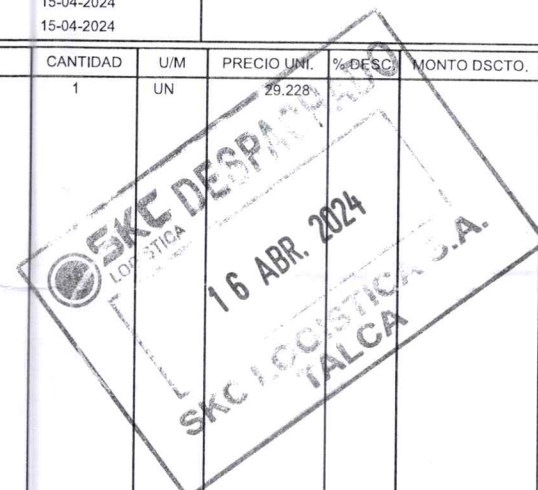 15-04-2024
15-04-2024
CANTIDAD U/M PRECIO UNI. % DESC. MONTO DSCTO.
1 UN 29.228
SKC DESPACHADO
LOGISTICA
16 ABR. 2024
SKC LOGISTICA S.A.
TALCA